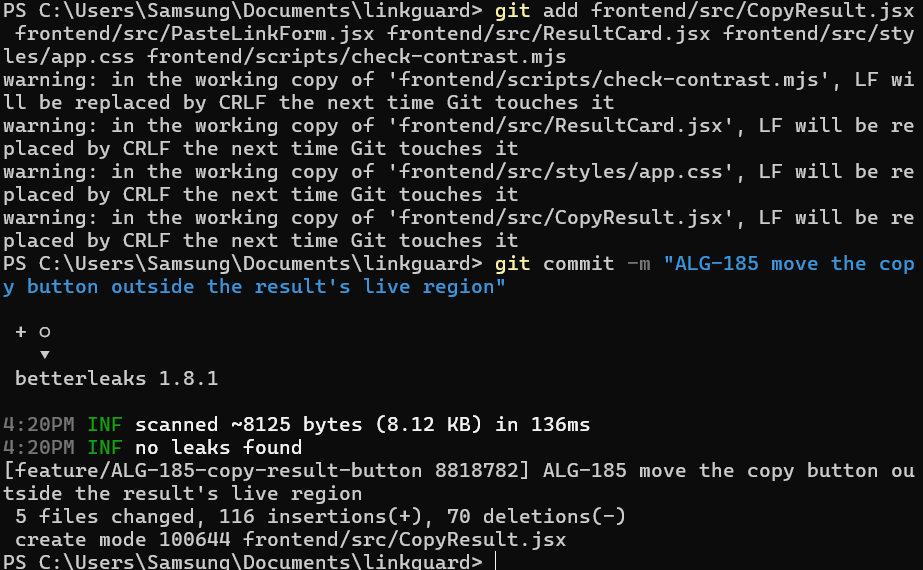 PS C:\Users\Samsung\Documents\linkguard> git add frontend/src/CopyResult.jsx
 frontend/src/PasteLinkForm.jsx frontend/src/ResultCard.jsx frontend/src/sty
les/app.css frontend/scripts/check-contrast.mjs
warning: in the working copy of 'frontend/scripts/check-contrast.mjs', LF wi
ll be replaced by CRLF the next time Git touches it
warning: in the working copy of 'frontend/src/ResultCard.jsx', LF will be re
placed by CRLF the next time Git touches it
warning: in the working copy of 'frontend/src/styles/app.css', LF will be re
placed by CRLF the next time Git touches it
warning: in the working copy of 'frontend/src/CopyResult.jsx', LF will be re
placed by CRLF the next time Git touches it
PS C:\Users\Samsung\Documents\linkguard> git commit -m "ALG-185 move the cop
y button outside the result's live region"
 + ○
   ▼
 betterleaks 1.8.1
4:20PM INF scanned ~8125 bytes (8.12 KB) in 136ms
4:20PM INF no leaks found
[feature/ALG-185-copy-result-button 8818782] ALG-185 move the copy button ou
tside the result's live region
 5 files changed, 116 insertions(+), 70 deletions(-)
 create mode 100644 frontend/src/CopyResult.jsx
PS C:\Users\Samsung\Documents\linkguard>